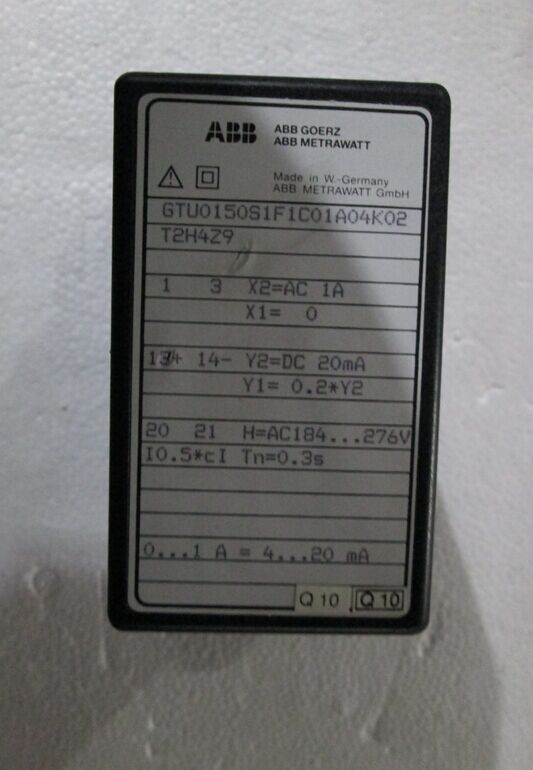 ABB ABB GOERZ
ABB METRAWATT
Made in W.-Germany
ABB METRAWATT GmbH
GTU0150S1F1C01A04K02
T2H4Z9
1 3 X2=AC 1A
X1= 0
13+ 14- Y2=DC 20mA
Y1= 0.2*Y2
20 21 H=AC184...276V
I0.5*cI Tn=0.3s
0...1 A = 4...20 mA
Q 10 Q 10